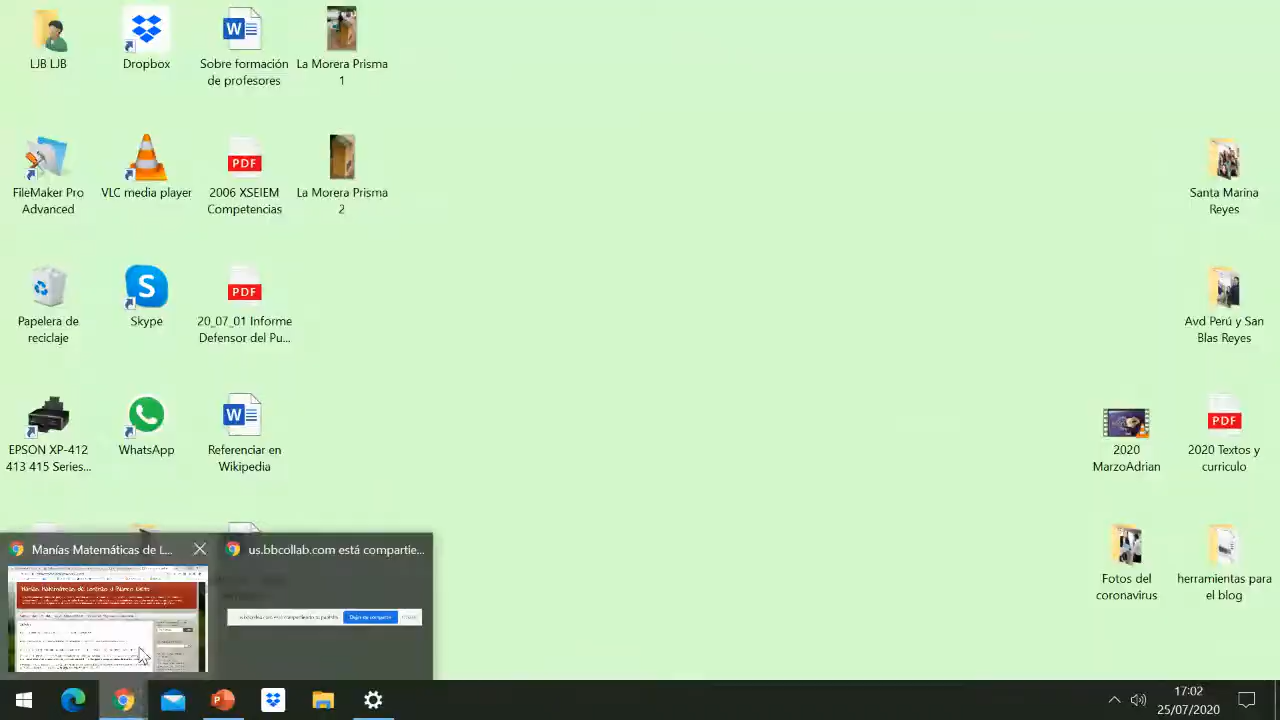 LJB LJB
Dropbox
Sobre formación
de profesores
La Morera Prisma
1
FileMaker Pro
Advanced
VLC media player
PDF
2006 XSEIEM
Competencias
La Morera Prisma
2
Santa Marina
Reyes
Papelera de
reciclaje
Skype
PDF
20_07_01 Informe
Defensor del Pu...
Avd Perú y San
Blas Reyes
EPSON XP-412
413 415 Series...
WhatsApp
Referenciar en
Wikipedia
2020
MarzoAdrian
PDF
2020 Textos y
curriculo
Manías Matemáticas de L...
us.bbcollab.com está compartie...
Fotos del
coronavirus
herramientas para
el blog
17:02
25/07/2020